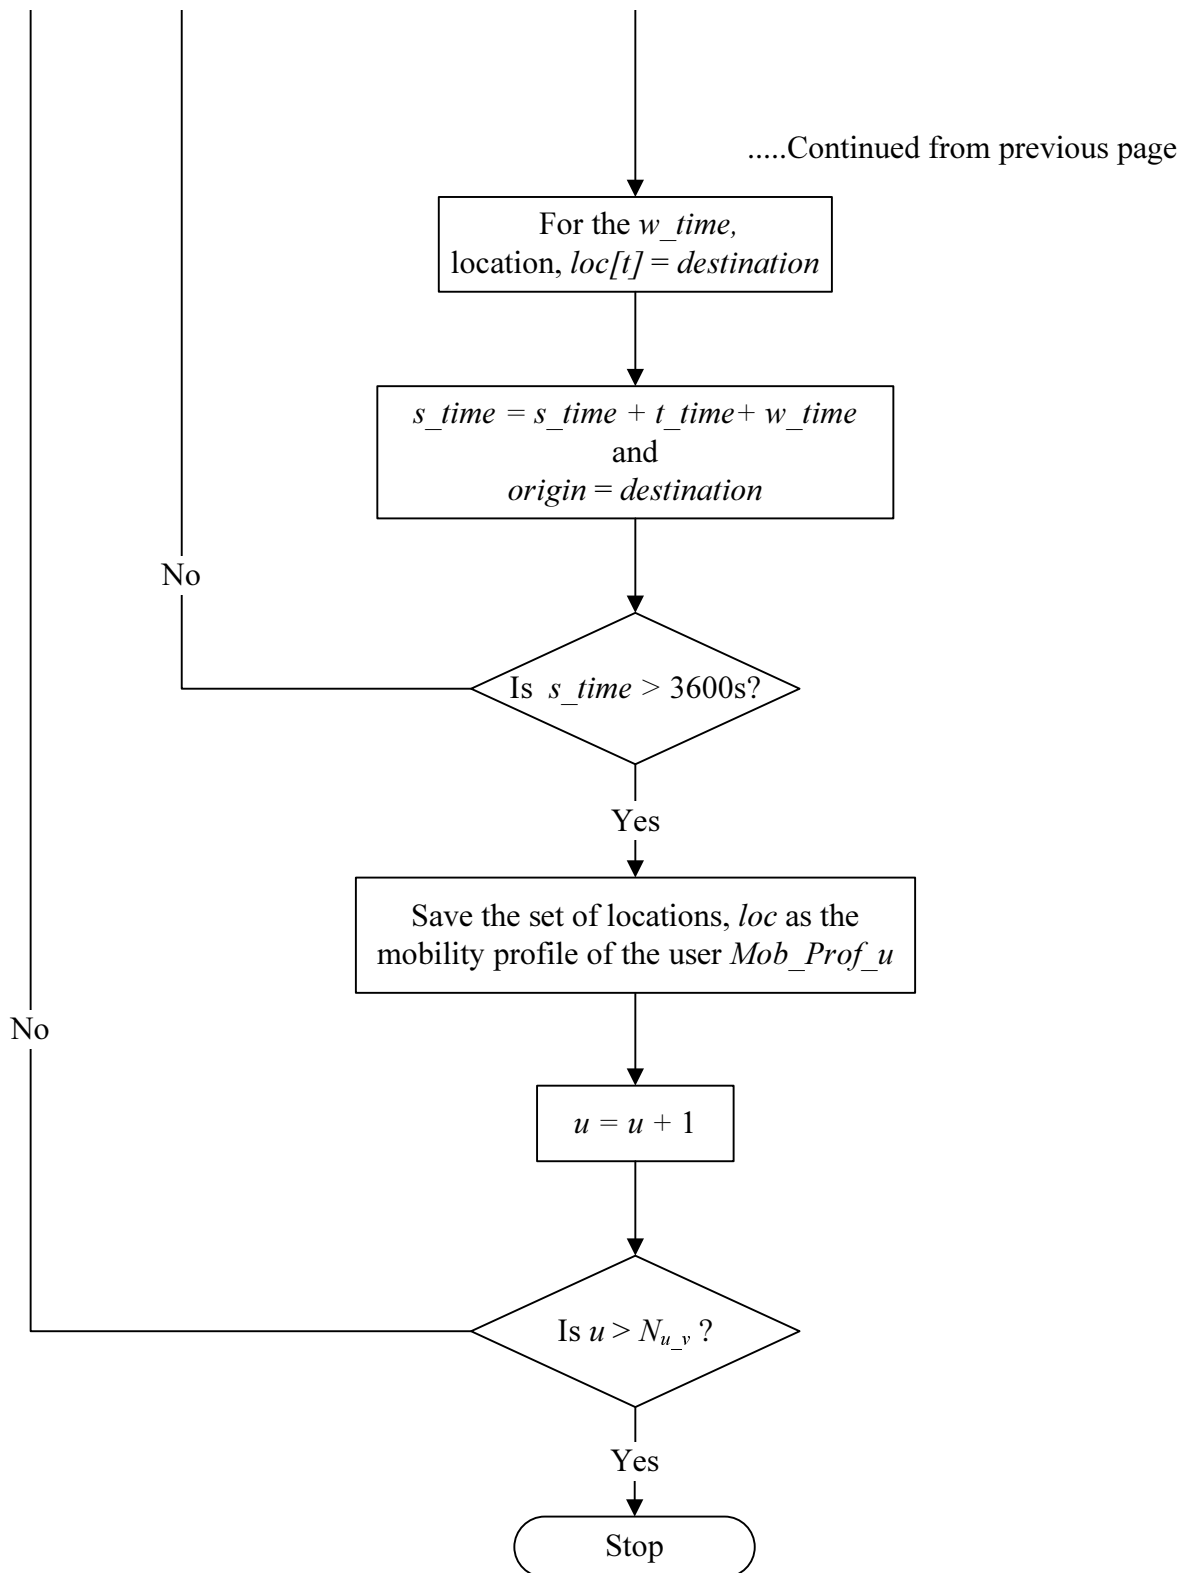 .....Continued from previous page
For the w_time,
location, loc[t] = destination
s_time = s_time + t_time+ w_time
and
origin = destination
No
Is s_time > 3600s?
Yes
Save the set of locations, loc as the
mobility profile of the user Mob_Prof_u
No
u = u + 1
Is u > N_{u_v} ?
Yes
Stop